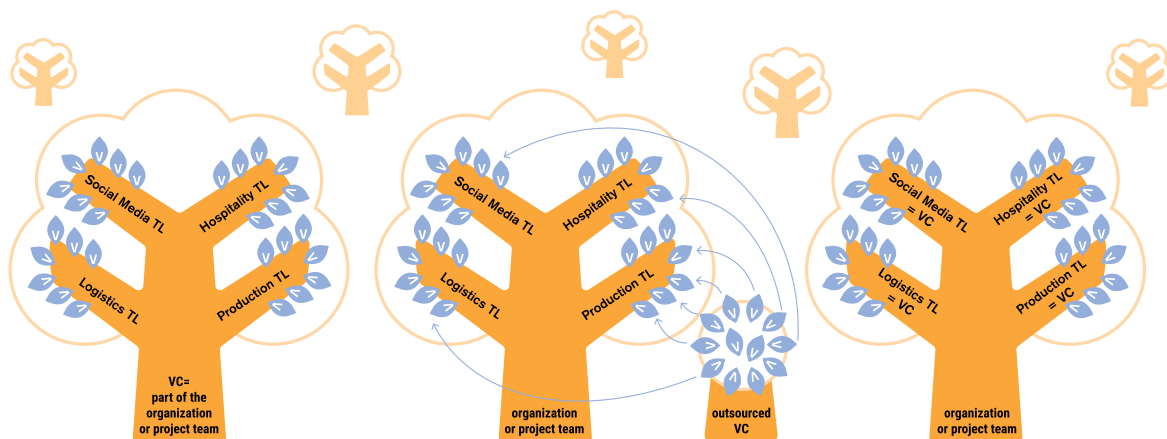 V V V V V V V
Social Media TL
V V V V V V V
Hospitality TL
V V V V V V V
Logistics TL
V V V V V V V
Production TL
VC=
part of the
organization
or project team
V V V V V V V
Social Media TL
V V V V V V V
Hospitality TL
V V V V V V V
Logistics TL
V V V V V V V
Production TL
organization
or project team
V V V V V V V V V V V V
outsourced
VC
V V V V V V V
Social Media TL
= VC
V V V V V V V
Hospitality TL
= VC
V V V V V V V
Logistics TL
= VC
V V V V V V V
Production TL
= VC
organization
or project team